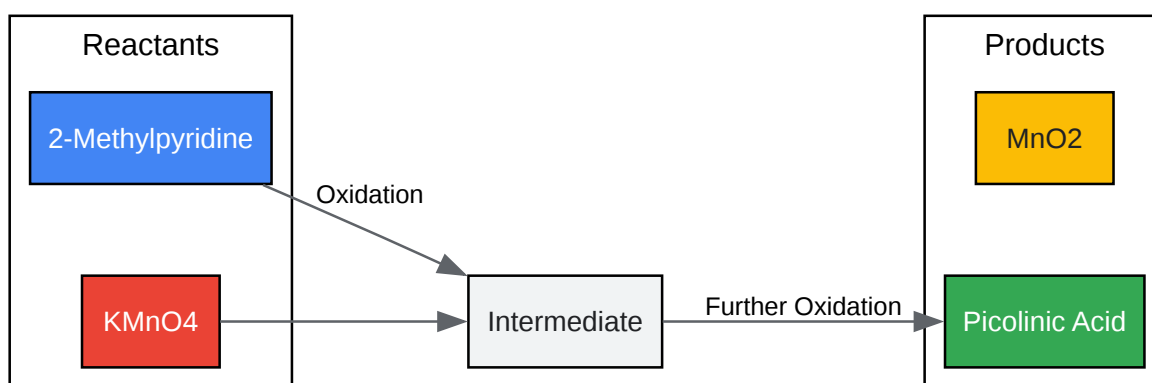 Reactants
Products
2-Methylpyridine
MnO2
Oxidation
KMnO4
Intermediate
Further Oxidation
Picolinic Acid